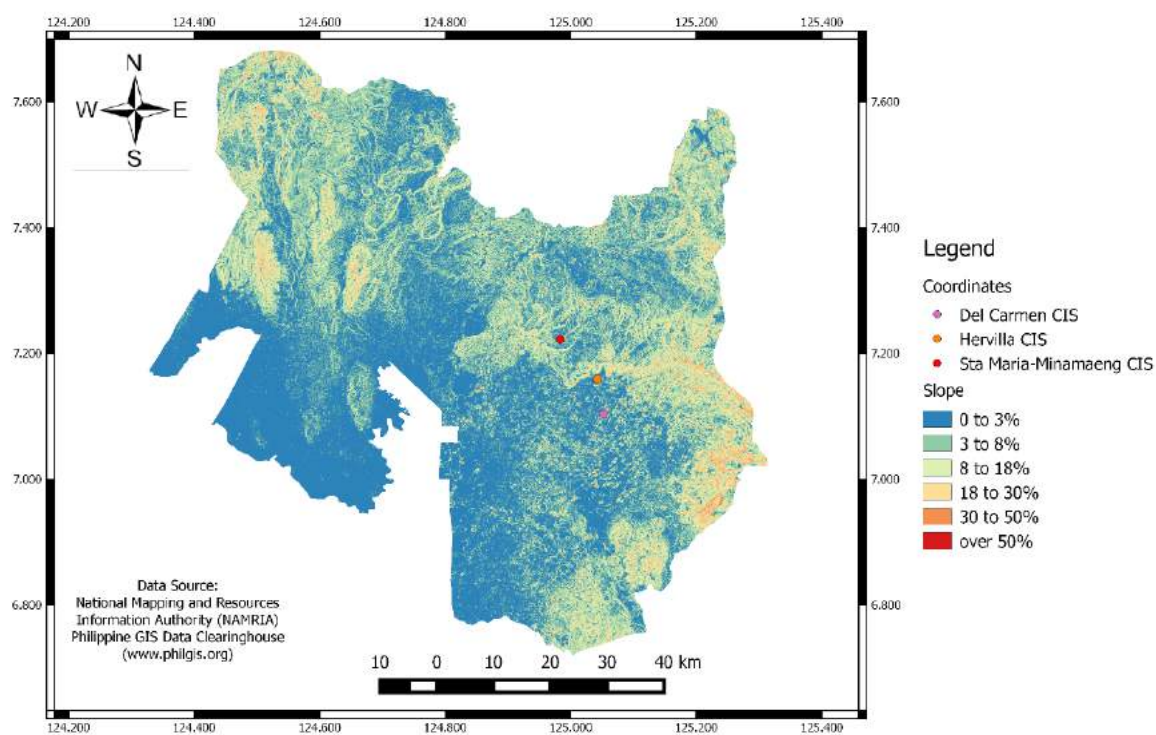 124.200 124.400 124.600 124.800 125.000 125.200 125.400
N
W E
S
7.600 7.600
7.400 7.400
7.200 7.200
7.000 7.000
6.800 6.800
Legend
Coordinates
Del Carmen CIS
Hervilla CIS
Sta Maria-Minamaeng CIS
Slope
0 to 3%
3 to 8%
8 to 18%
18 to 30%
30 to 50%
over 50%
Data Source:
National Mapping and Resources
Information Authority (NAMRIA)
Philippine GIS Data Clearinghouse
(www.philgis.org)
10 0 10 20 30 40 km
124.200 124.400 124.600 124.800 125.000 125.200 125.400